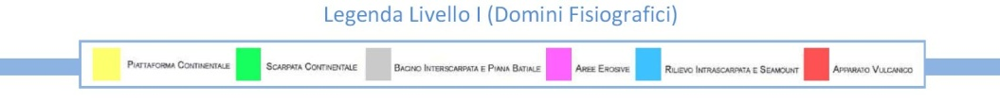 Legenda Livello I (Domini Fisiografici)
PIATTAFORMA CONTINENTALE SCARPATA CONTINENTALE BACINO INTERSCARPATA E PIANA BATIALE AREE EROSIVE RILIEVO INTRASCARPATA E SEAMOUNT APPARATO VULCANICO